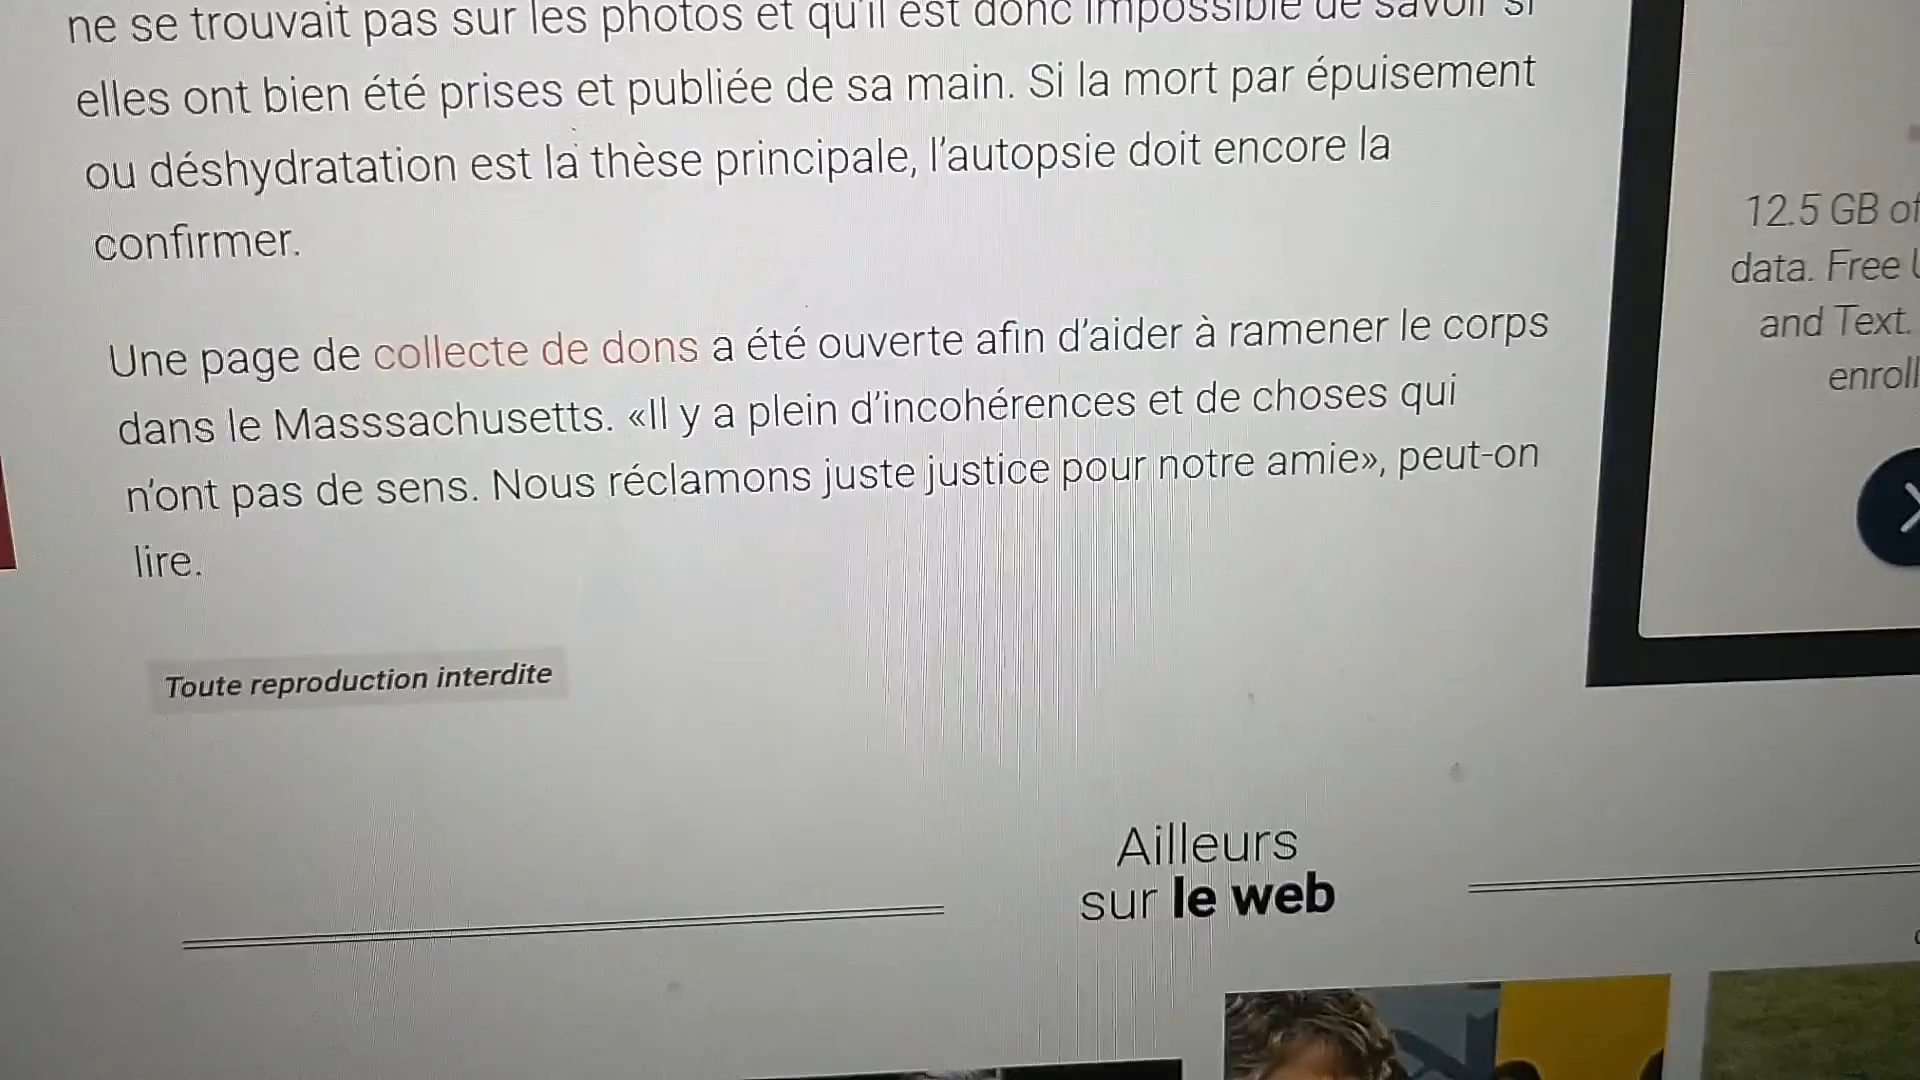 ne se trouvait pas sur les photos et qu'il est donc impossible de savoir si
elles ont bien été prises et publiée de sa main. Si la mort par épuisement
ou déshydratation est la thèse principale, l'autopsie doit encore la
confirmer.
Une page de collecte de dons a été ouverte afin d'aider à ramener le corps
dans le Masssachusetts. «Il y a plein d'incohérences et de choses qui
n'ont pas de sens. Nous réclamons juste justice pour notre amie», peut-on
lire.
Toute reproduction interdite
Ailleurs
sur le web
12.5 GB of
data. Free
and Text.
enroll